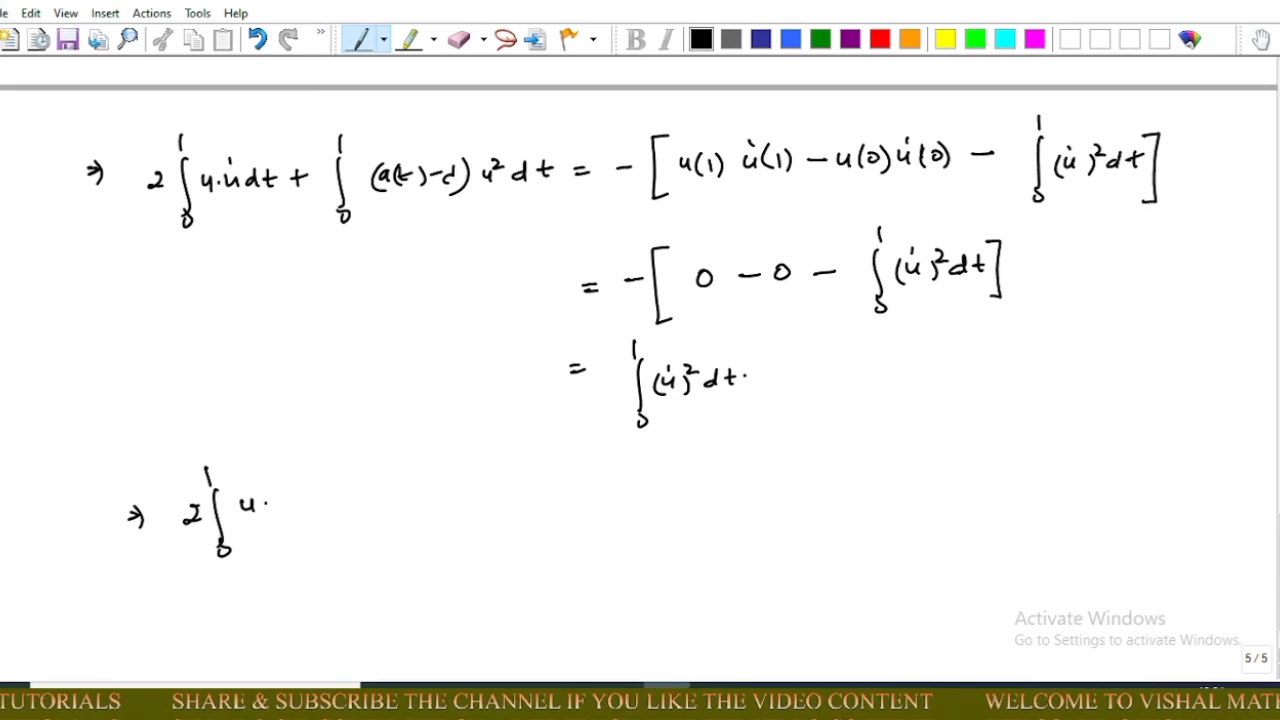 le Edit View Insert Actions Tools Help
⇒ 2 ∫₀¹ u.u̇ dt + ∫₀¹ (a(t)-d) u² dt = - [ u(1) u̇(1) - u(0) u̇(0) - ∫₀¹ (u̇)² dt ]
= - [ 0 - 0 - ∫₀¹ (u̇)² dt ]
= ∫₀¹ (u̇)² dt.
⇒ 2 ∫₀¹ u.
Activate Windows
Go to Settings to activate Windows.
5 / 5
TUTORIALS SHARE & SUBSCRIBE THE CHANNEL IF YOU LIKE THE VIDEO CONTENT WELCOME TO VISHAL MAT